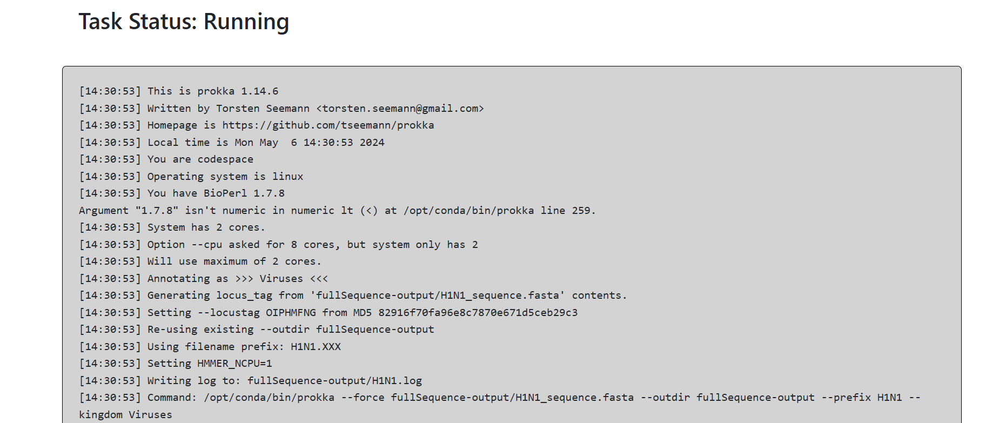 Task Status: Running
[14:30:53] This is prokka 1.14.6
[14:30:53] Written by Torsten Seemann <torsten.seemann@gmail.com>
[14:30:53] Homepage is https://github.com/tseemann/prokka
[14:30:53] Local time is Mon May  6 14:30:53 2024
[14:30:53] You are codespace
[14:30:53] Operating system is linux
[14:30:53] You have BioPerl 1.7.8
Argument "1.7.8" isn't numeric in numeric lt (<) at /opt/conda/bin/prokka line 259.
[14:30:53] System has 2 cores.
[14:30:53] Option --cpu asked for 8 cores, but system only has 2
[14:30:53] Will use maximum of 2 cores.
[14:30:53] Annotating as >>> Viruses <<<
[14:30:53] Generating locus_tag from 'fullSequence-output/H1N1_sequence.fasta' contents.
[14:30:53] Setting --locustag OIPHMFNG from MD5 82916f70fa96e8c7870e671d5ceb29c3
[14:30:53] Re-using existing --outdir fullSequence-output
[14:30:53] Using filename prefix: H1N1.XXX
[14:30:53] Setting HMMER_NCPU=1
[14:30:53] Writing log to: fullSequence-output/H1N1.log
[14:30:53] Command: /opt/conda/bin/prokka --force fullSequence-output/H1N1_sequence.fasta --outdir fullSequence-output --prefix H1N1 --
kingdom Viruses